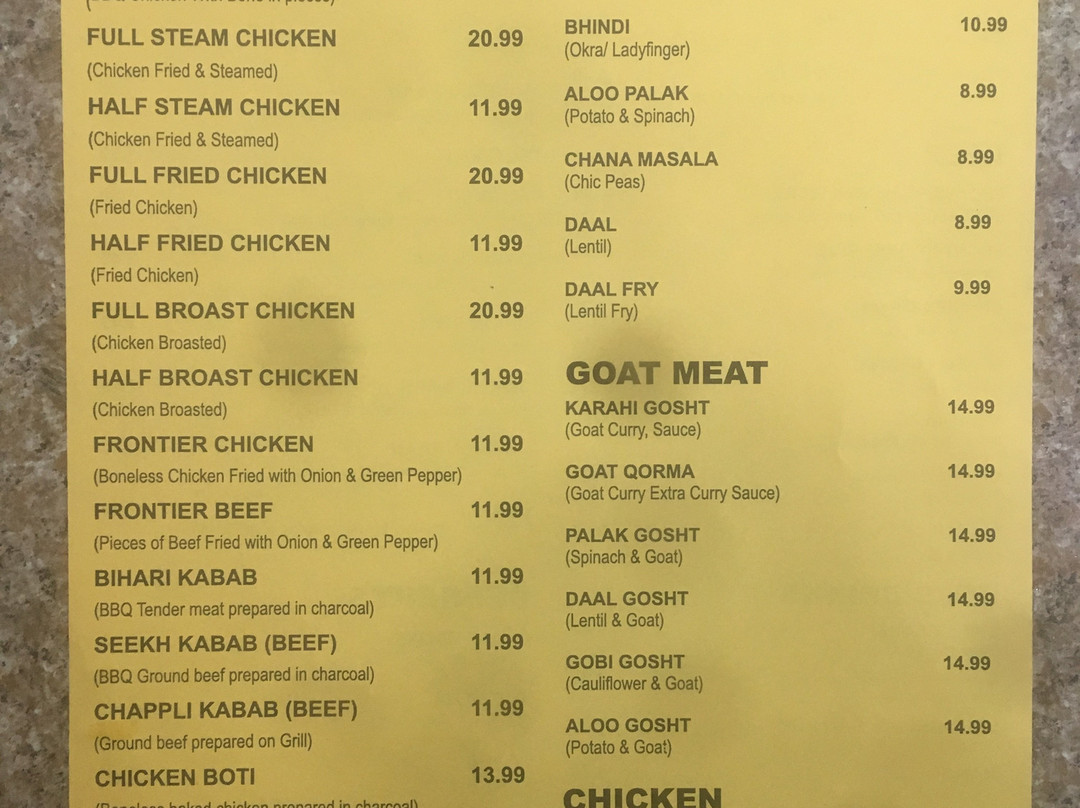 FULL STEAM CHICKEN 20.99
(Chicken Fried & Steamed)
HALF STEAM CHICKEN 11.99
(Chicken Fried & Steamed)
FULL FRIED CHICKEN 20.99
(Fried Chicken)
HALF FRIED CHICKEN 11.99
(Fried Chicken)
FULL BROAST CHICKEN 20.99
(Chicken Broasted)
HALF BROAST CHICKEN 11.99
(Chicken Broasted)
FRONTIER CHICKEN 11.99
(Boneless Chicken Fried with Onion & Green Pepper)
FRONTIER BEEF 11.99
(Pieces of Beef Fried with Onion & Green Pepper)
BIHARI KABAB 11.99
(BBQ Tender meat prepared in charcoal)
SEEKH KABAB (BEEF) 11.99
(BBQ Ground beef prepared in charcoal)
CHAPPLI KABAB (BEEF) 11.99
(Ground beef prepared on Grill)
CHICKEN BOTI 13.99
(Boneless baked chicken prepared in charcoal)
BHINDI 10.99
(Okra/ Ladyfinger)
ALOO PALAK 8.99
(Potato & Spinach)
CHANA MASALA 8.99
(Chic Peas)
DAAL 8.99
(Lentil)
DAAL FRY 9.99
(Lentil Fry)
GOAT MEAT
KARAHI GOSHT 14.99
(Goat Curry, Sauce)
GOAT QORMA 14.99
(Goat Curry Extra Curry Sauce)
PALAK GOSHT 14.99
(Spinach & Goat)
DAAL GOSHT 14.99
(Lentil & Goat)
GOBI GOSHT 14.99
(Cauliflower & Goat)
ALOO GOSHT 14.99
(Potato & Goat)
CHICKEN